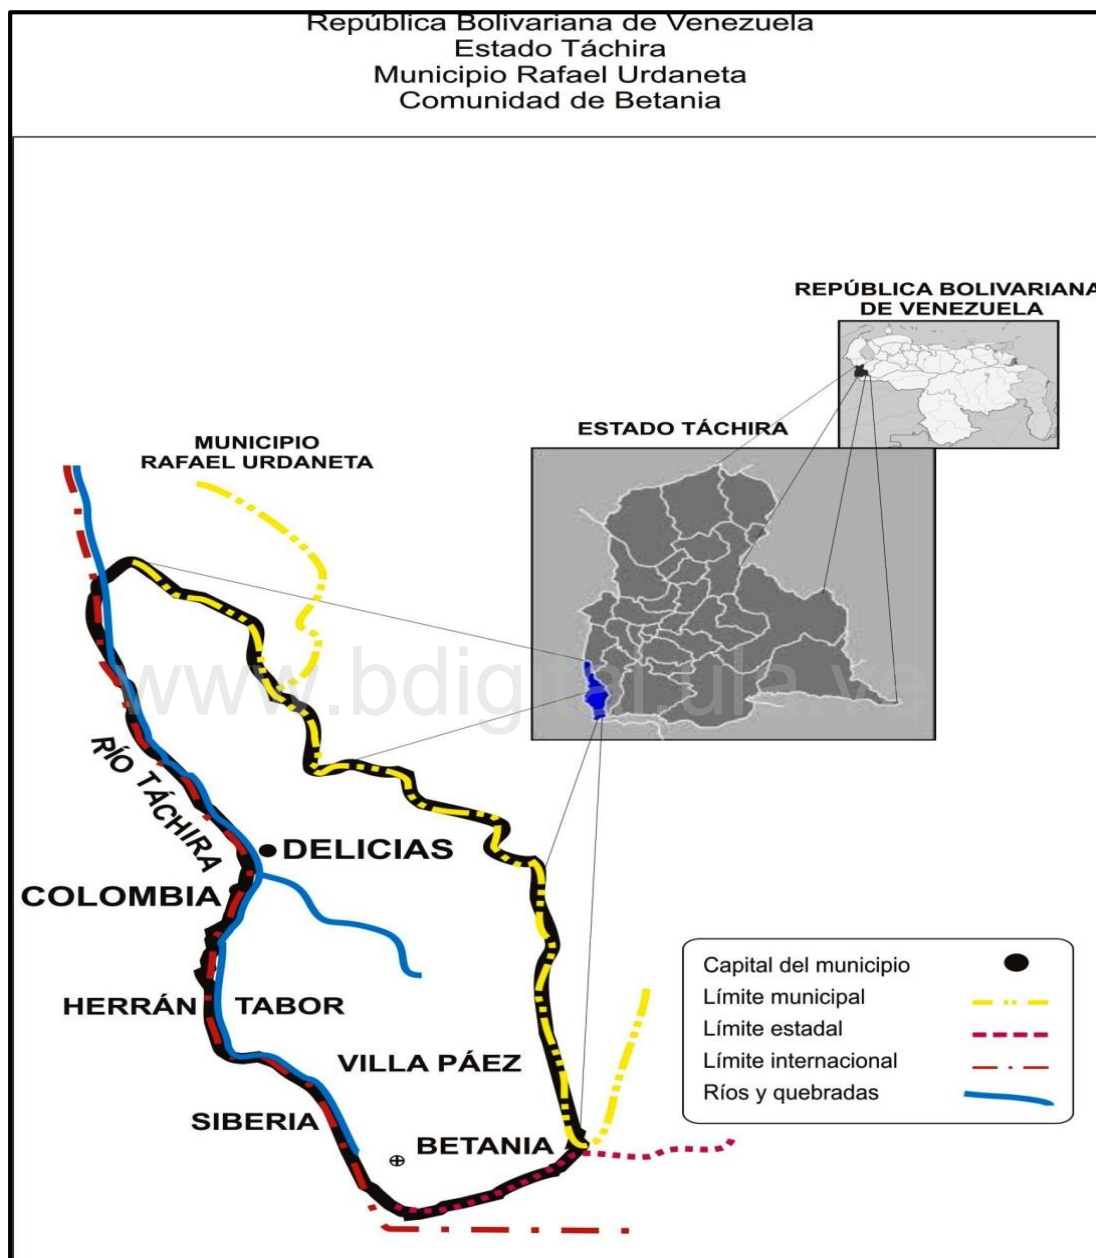 República Bolivariana de Venezuela
Estado Táchira
Municipio Rafael Urdaneta
Comunidad de Betania
REPÚBLICA BOLIVARIANA
DE VENEZUELA
ESTADO TÁCHIRA
MUNICIPIO
RAFAEL URDANETA
www.bdigital.ula.ve
RÍO TÁCHIRA
DELICIAS
COLOMBIA
HERRÁN
TABOR
VILLA PÁEZ
SIBERIA
BETANIA
Capital del municipio
Límite municipal
Límite estadal
Límite internacional
Ríos y quebradas